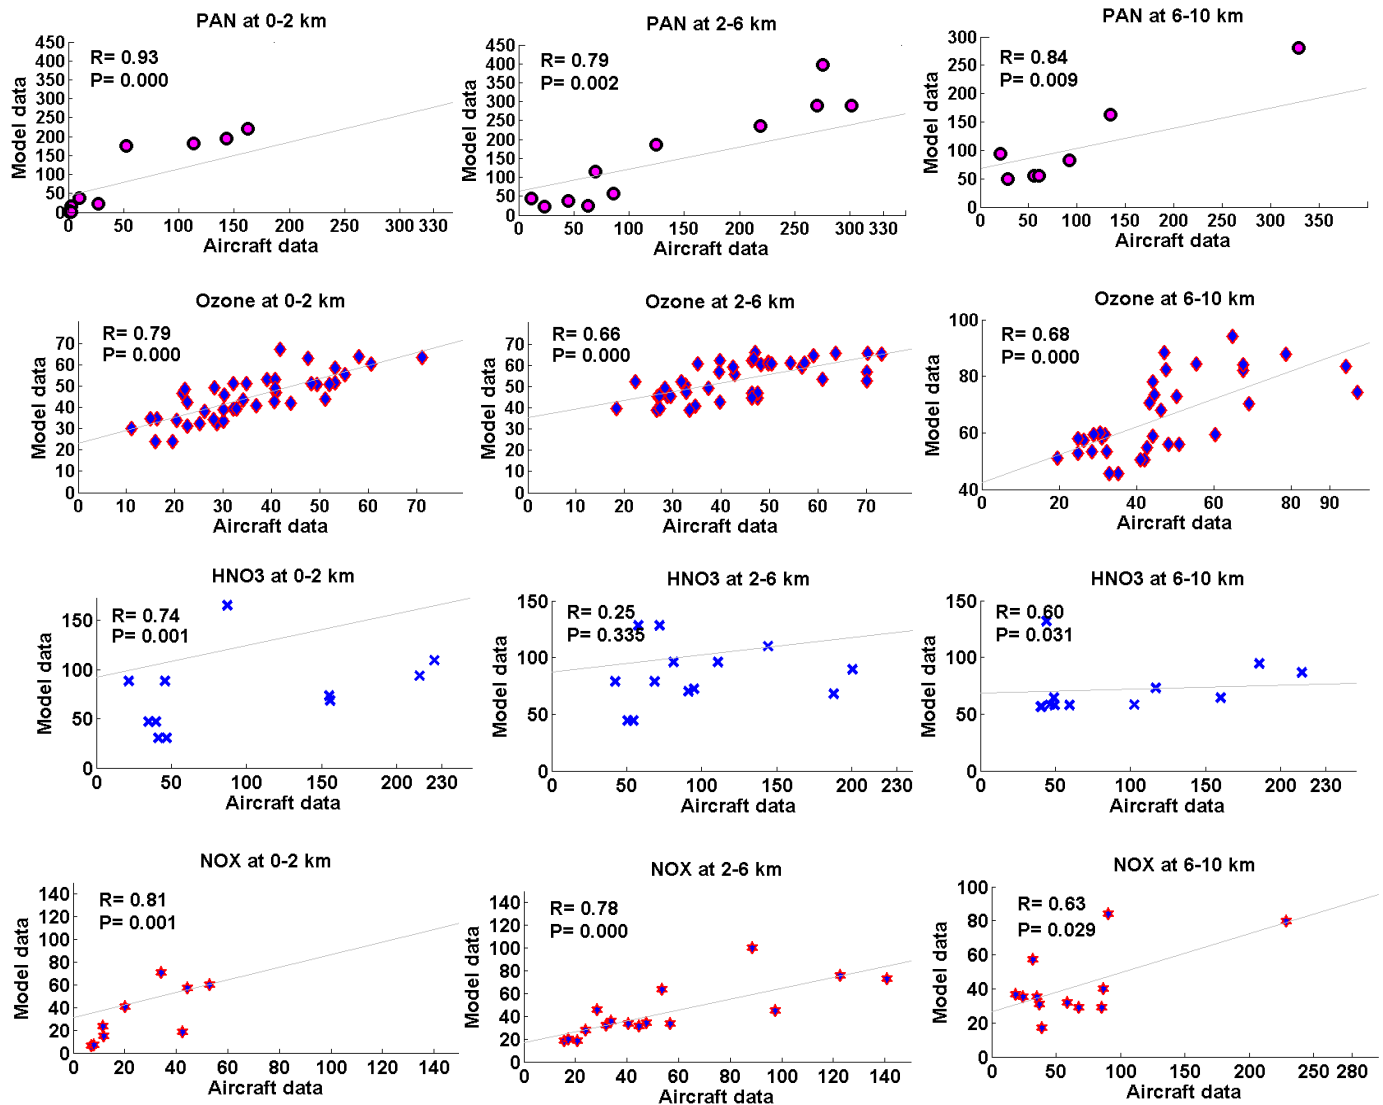 PAN at 0-2 km
R= 0.93
P= 0.000
Model data
450
400
350
300
250
200
150
100
50
0
0 50 100 150 200 250 300 330
Aircraft data
PAN at 2-6 km
R= 0.79
P= 0.002
Model data
450
400
350
300
250
200
150
100
50
0
0 50 100 150 200 250 300 330
Aircraft data
PAN at 6-10 km
R= 0.84
P= 0.009
Model data
300
250
200
150
100
50
0
0 50 100 150 200 250 300 350
Aircraft data
Ozone at 0-2 km
R= 0.79
P= 0.000
Model data
70
60
50
40
30
20
10
0
0 10 20 30 40 50 60 70
Aircraft data
Ozone at 2-6 km
R= 0.66
P= 0.000
Model data
70
60
50
40
30
20
10
0
0 10 20 30 40 50 60 70
Aircraft data
Ozone at 6-10 km
R= 0.68
P= 0.000
Model data
100
80
60
40
0 20 40 60 80 90
Aircraft data
HNO3 at 0-2 km
R= 0.74
P= 0.001
Model data
150
100
50
0
0 50 100 150 200 230
Aircraft data
HNO3 at 2-6 km
R= 0.25
P= 0.335
Model data
150
100
50
0
0 50 100 150 200 230
Aircraft data
HNO3 at 6-10 km
R= 0.60
P= 0.031
Model data
150
100
50
0
0 50 100 150 200 230
Aircraft data
NOX at 0-2 km
R= 0.81
P= 0.001
Model data
140
120
100
80
60
40
20
0
0 20 40 60 80 100 120 140
Aircraft data
NOX at 2-6 km
R= 0.78
P= 0.000
Model data
140
120
100
80
60
40
20
0
0 20 40 60 80 100 120 140
Aircraft data
NOX at 6-10 km
R= 0.63
P= 0.029
Model data
100
80
60
40
20
0
0 50 100 150 200 250 280
Aircraft data